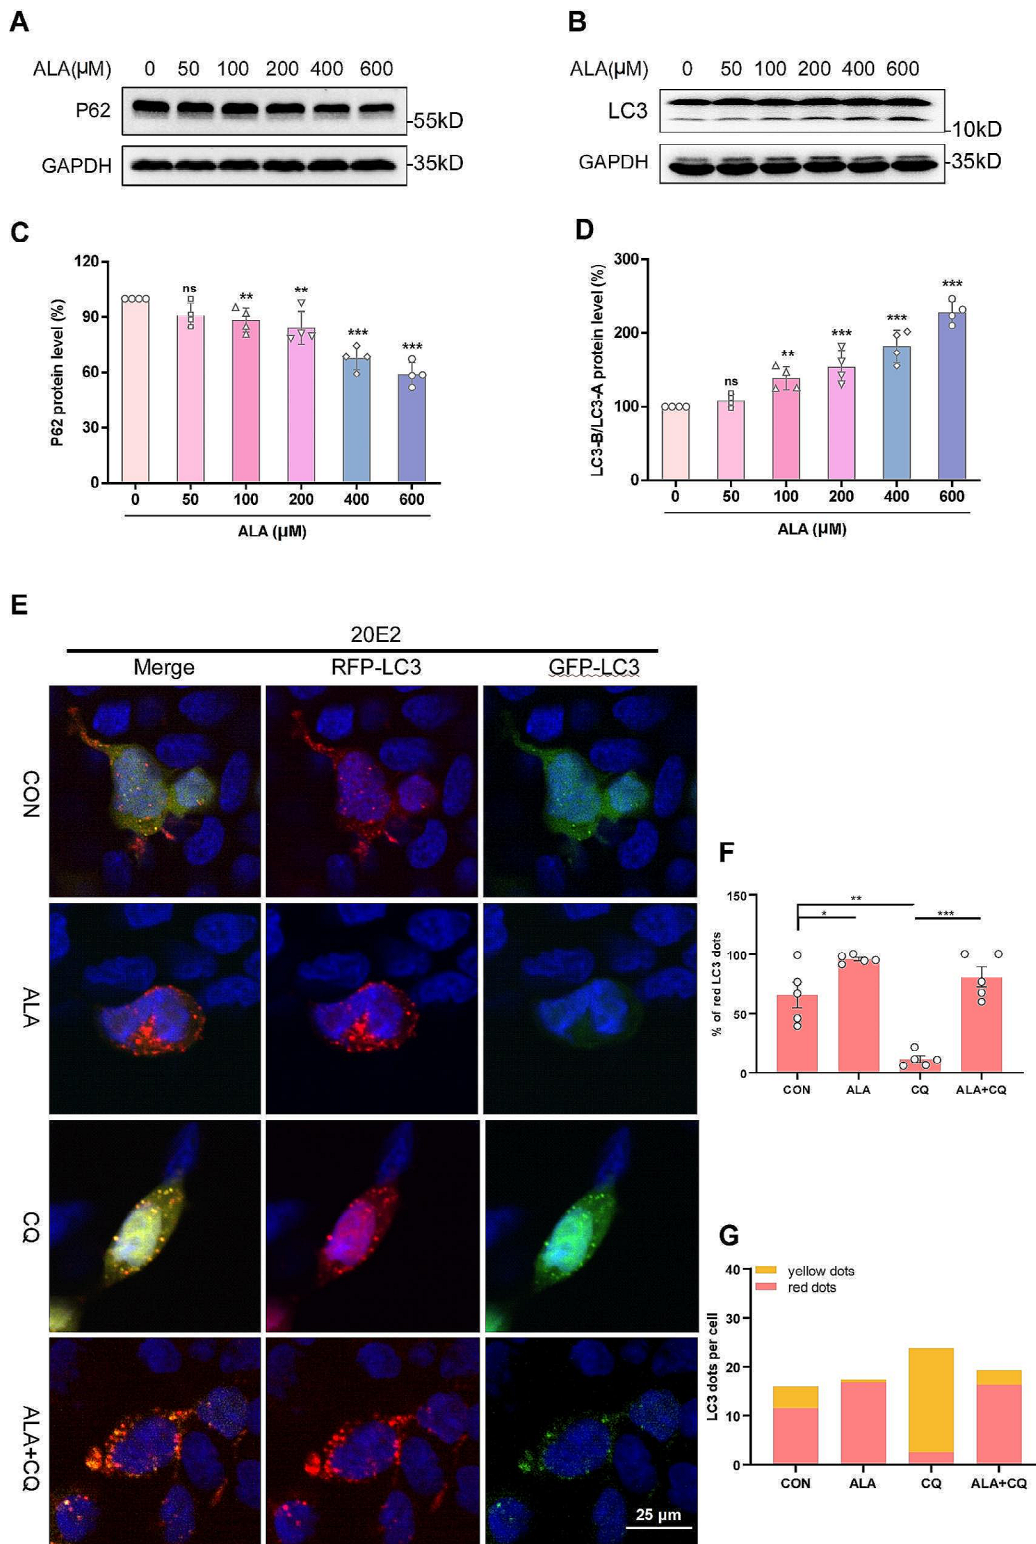 A
ALA(µM) 0 50 100 200 400 600
P62
-55kD
GAPDH
-35kD
B
ALA(µM) 0 50 100 200 400 600
LC3
-10kD
GAPDH
-35kD
C
P62 protein level (%)
120
90
60
30
0
ns
**
**
***
***
0 50 100 200 400 600
ALA (µM)
D
LC3-B/LC3-A protein level (%)
300
200
100
0
ns
**
***
***
***
0 50 100 200 400 600
ALA (µM)
E
20E2
Merge RFP-LC3 GFP-LC3
CON
ALA
CQ
ALA+CQ
25 µm
F
% of red LC3 dots
150
100
50
0
**
*
***
CON ALA CQ ALA+CQ
G
LC3 dots per cell
40
30
20
10
0
yellow dots
red dots
CON ALA CQ ALA+CQ